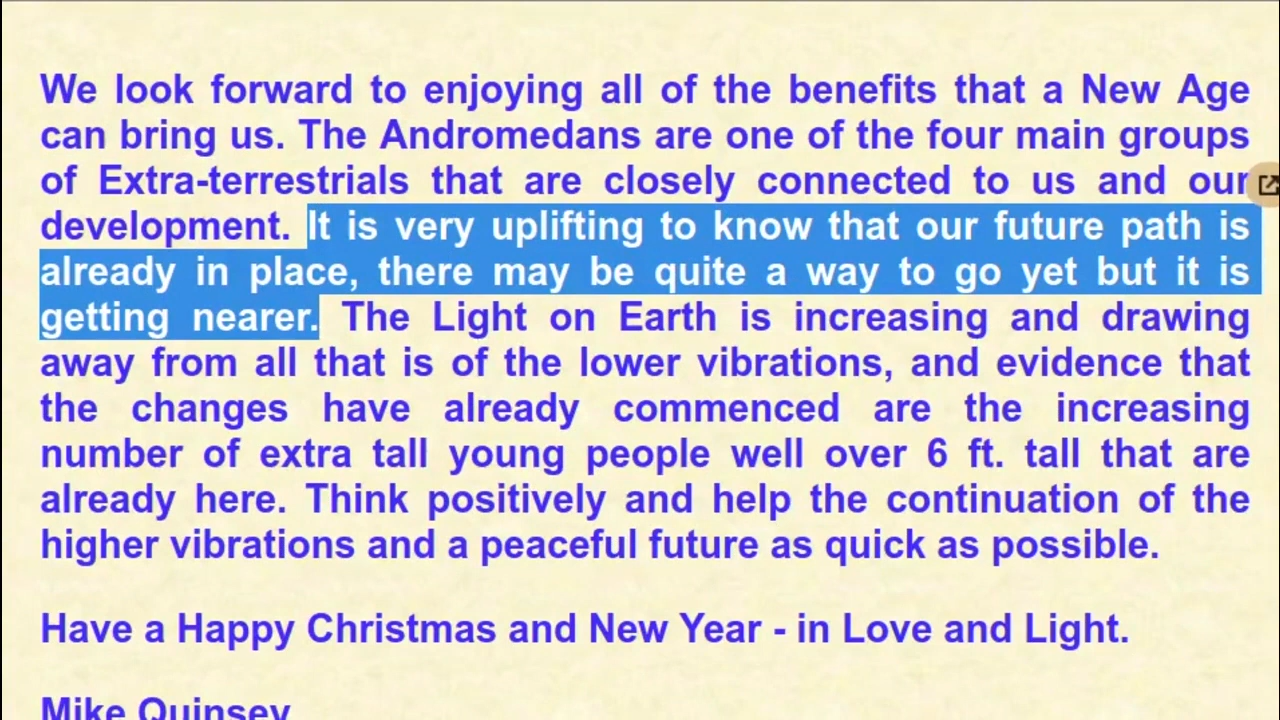 We look forward to enjoying all of the benefits that a New Age
can bring us. The Andromedans are one of the four main groups
of Extra-terrestrials that are closely connected to us and our
development. It is very uplifting to know that our future path is
already in place, there may be quite a way to go yet but it is
getting nearer. The Light on Earth is increasing and drawing
away from all that is of the lower vibrations, and evidence that
the changes have already commenced are the increasing
number of extra tall young people well over 6 ft. tall that are
already here. Think positively and help the continuation of the
higher vibrations and a peaceful future as quick as possible.
Have a Happy Christmas and New Year - in Love and Light.
Mike Quinsey